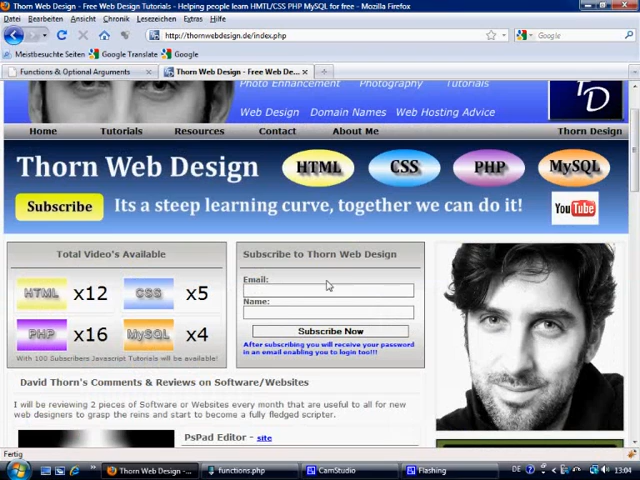 Thorn Web Design - Free Web Design Tutorials - Helping people learn HMTL/CSS PHP MySQL for free - Mozilla Firefox
Datei Bearbeiten Ansicht Chronik Lesezeichen Extras Hilfe
http://thornwebdesign.de/index.php
Google
Meistbesuchte Seiten Google Translate Google
Functions & Optional Arguments
Thorn Web Design - Free Web De...
Photo Enhancement Photography Tutorials
Web Design Domain Names Web Hosting Advice
Home Tutorials Resources Contact About Me Thorn Design
Thorn Web Design HTML CSS PHP MySQL
Subscribe Its a steep learning curve, together we can do it! You Tube
Total Video's Available
HTML x12 CSS x5
PHP x16 MySQL x4
With 100 Subscribers Javascript Tutorials will be available!
Subscribe to Thorn Web Design
Email:
Name:
Subscribe Now
After subscribing you will receive your password
in an email enabling you to login too!!!
David Thorn's Comments & Reviews on Software/Websites
I will be reviewing 2 pieces of Software or Websites every month that are useful to all for new
web designers to grasp the reins and start to become a fully fledged scripter.
PsPad Editor - site
Fertig
Thorn Web Design -... functions.php CamStudio Flashing DE 13:04